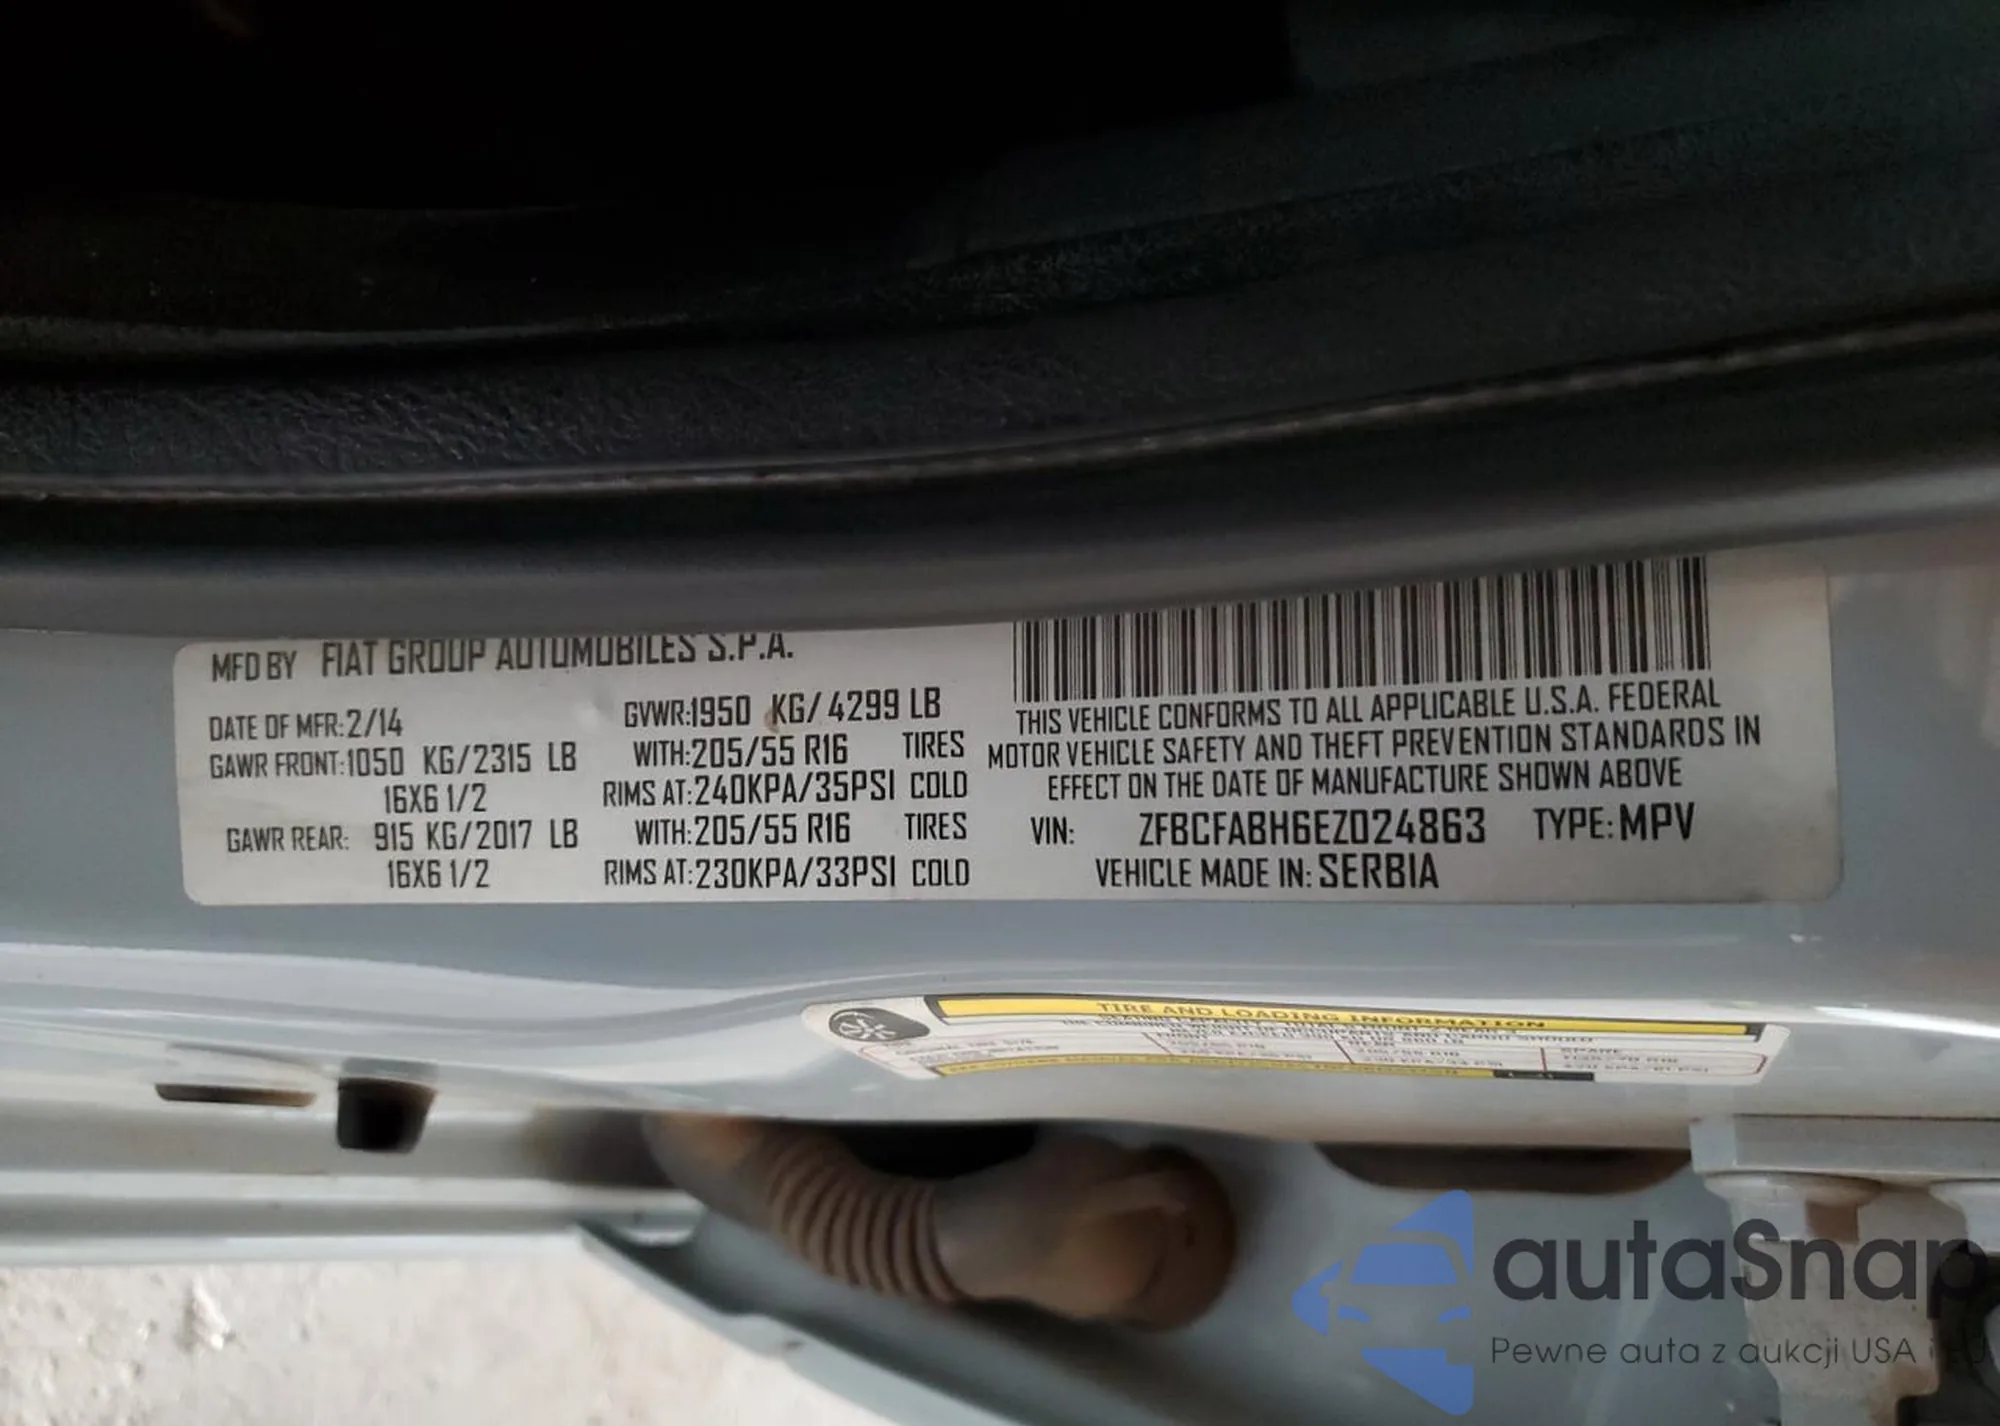 MFD BY FIAT GROUP AUTOMOBILES S.P.A.
DATE OF MFR:2/14 GVWR:1950 KG/4299 LB
GAWR FRONT:1050 KG/2315 LB WITH:205/55 R16 TIRES
16X6 1/2 RIMS AT:240KPA/35PSI COLD
GAWR REAR: 915 KG/2017 LB WITH:205/55 R16 TIRES
16X6 1/2 RIMS AT:230KPA/33PSI COLD
THIS VEHICLE CONFORMS TO ALL APPLICABLE U.S.A. FEDERAL
MOTOR VEHICLE SAFETY AND THEFT PREVENTION STANDARDS IN
EFFECT ON THE DATE OF MANUFACTURE SHOWN ABOVE
VIN: ZFBCFABH6EZ024863 TYPE:MPV
VEHICLE MADE IN: SERBIA
TIRE AND LOADING INFORMATION
autaSnap
Pewne auta z aukcji USA i